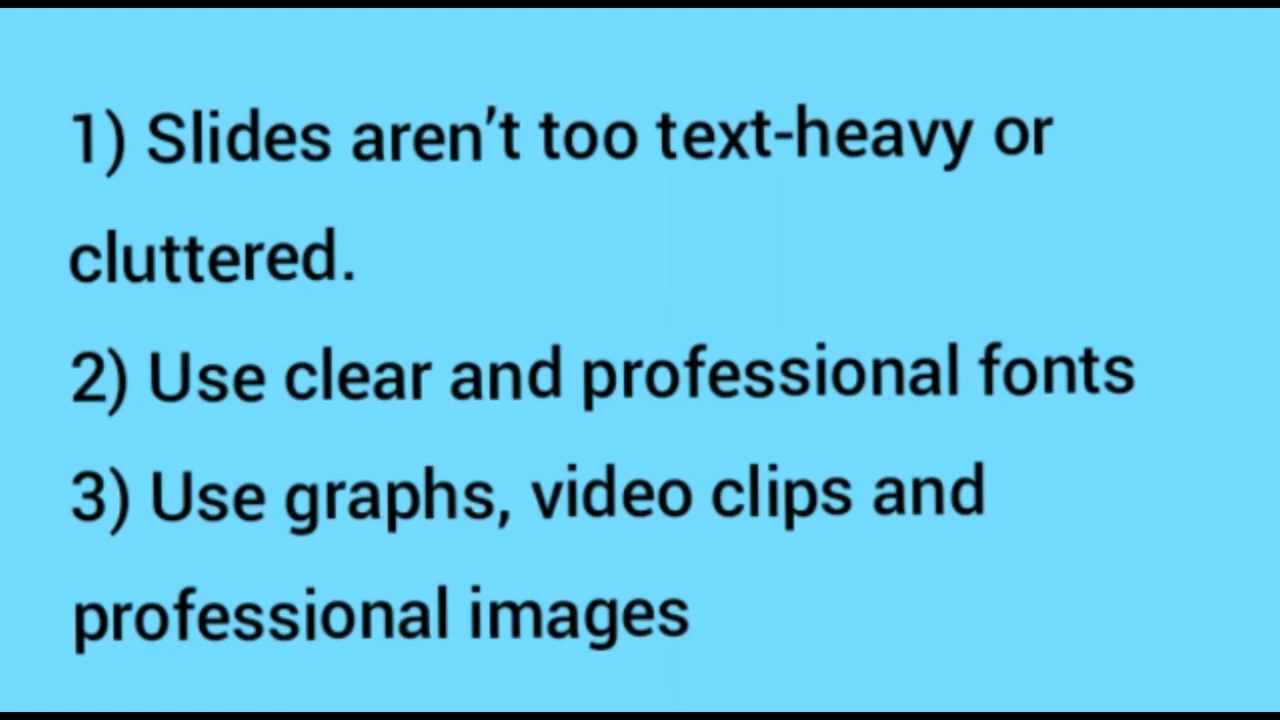 1) Slides aren't too text-heavy or
cluttered.
2) Use clear and professional fonts
3) Use graphs, video clips and
professional images